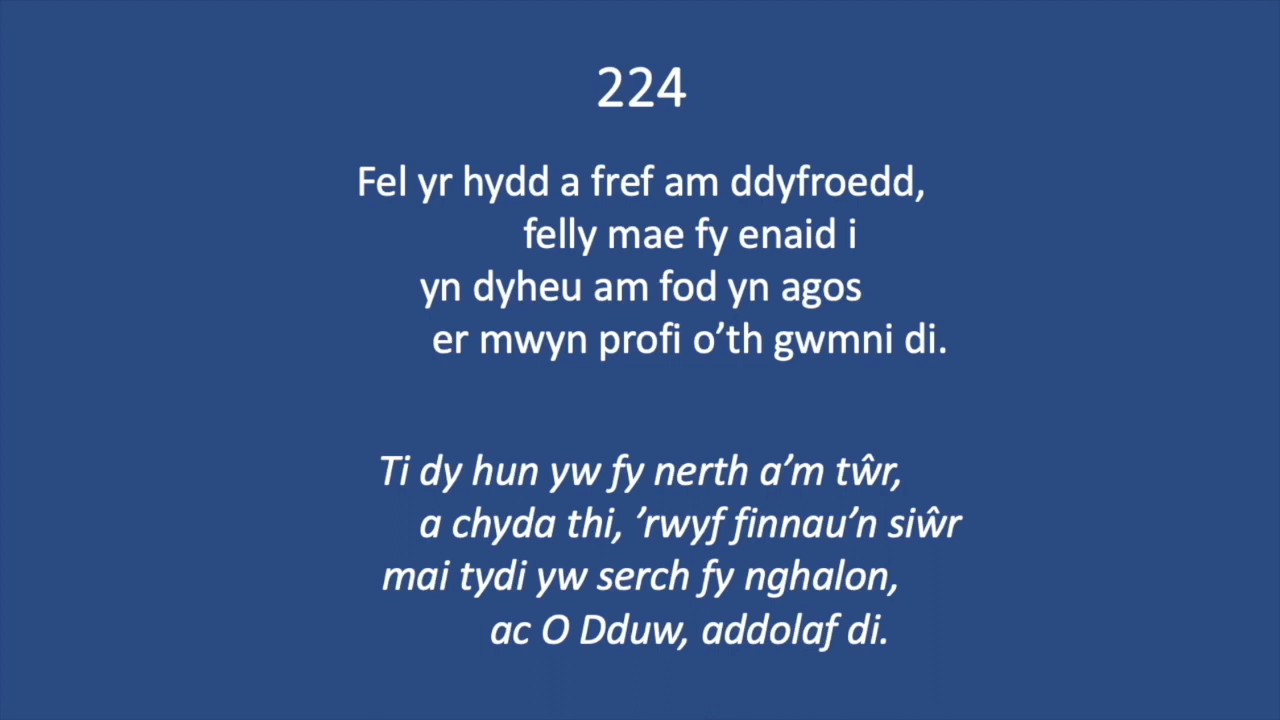 224
Fel yr hydd a fref am ddyfroedd,
felly mae fy enaid i
yn dyheu am fod yn agos
er mwyn profi o’th gwmni di.
Ti dy hun yw fy nerth a’m tŵr,
a chyda thi, ’rwyf finnau’n siŵr
mai tydi yw serch fy nghalon,
ac O Dduw, addolaf di.